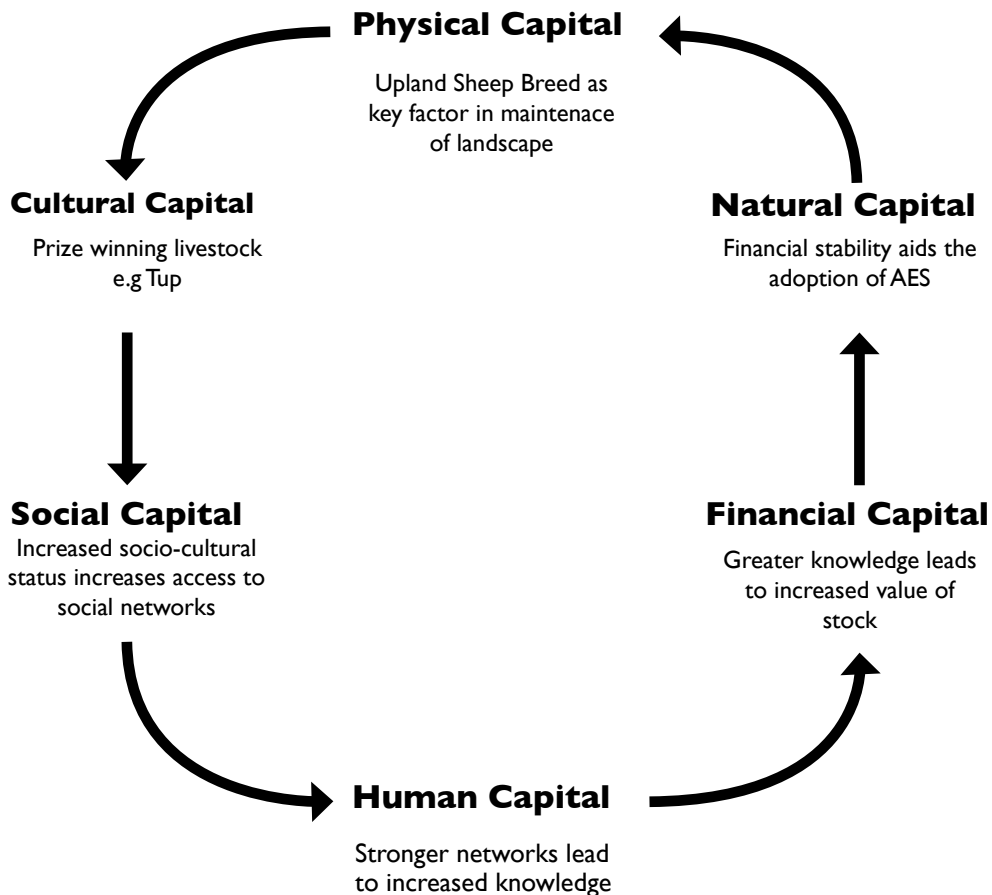 Physical Capital
Upland Sheep Breed as
key factor in maintenace
of landscape
Cultural Capital
Prize winning livestock
e.g Tup
Natural Capital
Financial stability aids the
adoption of AES
Social Capital
Increased socio-cultural
status increases access to
social networks
Financial Capital
Greater knowledge leads
to increased value of
stock
Human Capital
Stronger networks lead
to increased knowledge